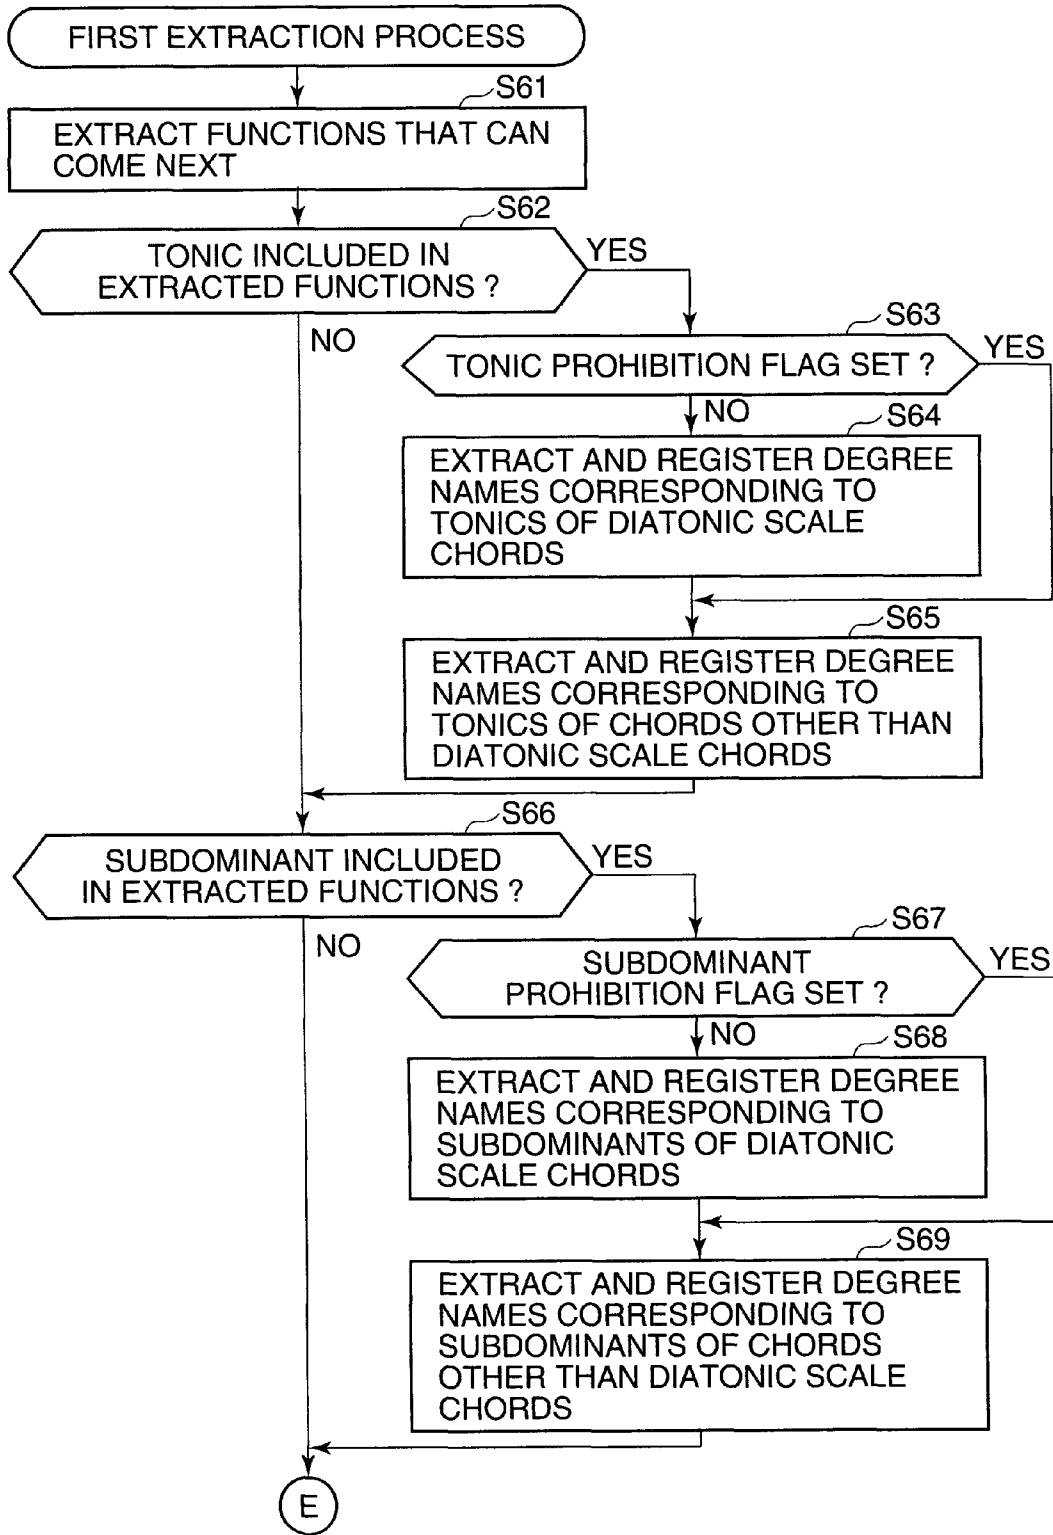 FIRST EXTRACTION PROCESS
S61
EXTRACT FUNCTIONS THAT CAN
COME NEXT
S62
TONIC INCLUDED IN
EXTRACTED FUNCTIONS ?
YES
NO
S63
TONIC PROHIBITION FLAG SET ?
YES
NO
S64
EXTRACT AND REGISTER DEGREE
NAMES CORRESPONDING TO
TONICS OF DIATONIC SCALE
CHORDS
S65
EXTRACT AND REGISTER DEGREE
NAMES CORRESPONDING TO
TONICS OF CHORDS OTHER THAN
DIATONIC SCALE CHORDS
S66
SUBDOMINANT INCLUDED
IN EXTRACTED FUNCTIONS ?
YES
NO
S67
SUBDOMINANT
PROHIBITION FLAG SET ?
YES
NO
S68
EXTRACT AND REGISTER DEGREE
NAMES CORRESPONDING TO
SUBDOMINANTS OF DIATONIC
SCALE CHORDS
S69
EXTRACT AND REGISTER DEGREE
NAMES CORRESPONDING TO
SUBDOMINANTS OF CHORDS
OTHER THAN DIATONIC SCALE
CHORDS
E